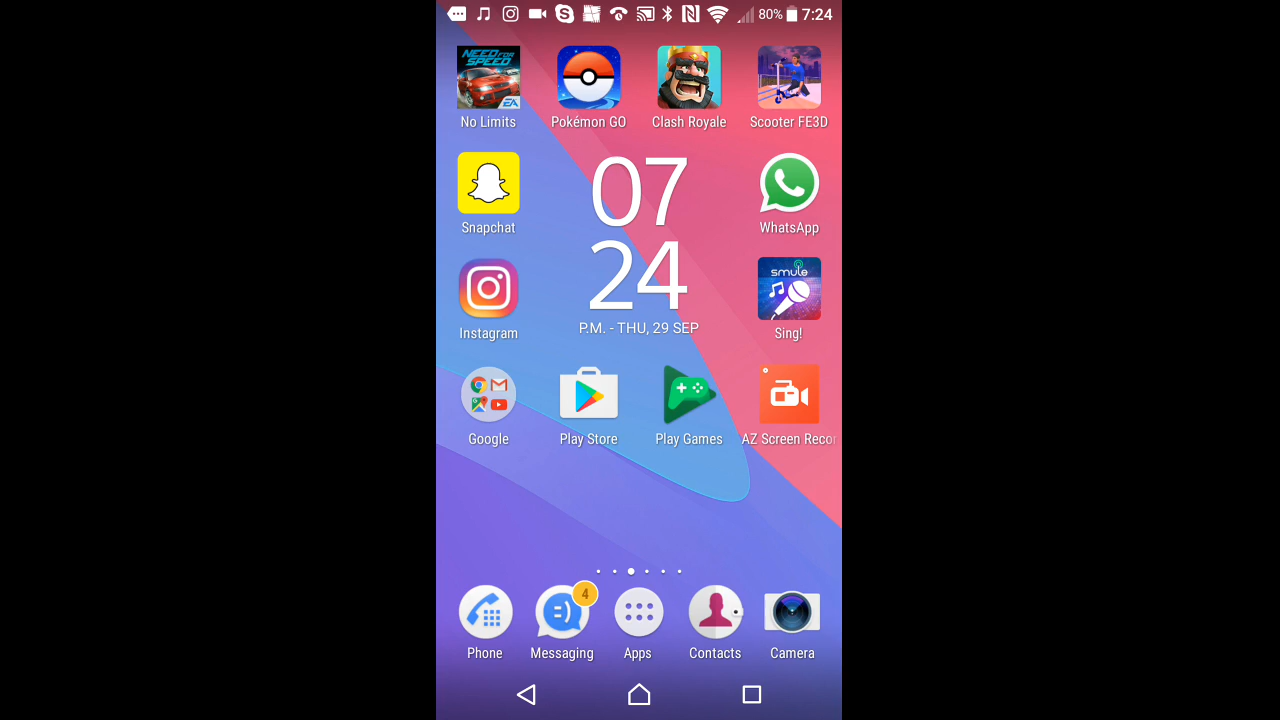 80% 7:24
NEED FOR SPEED
EA
No Limits Pokémon GO Clash Royale Scooter FE3D
07
24
P.M. - THU, 29 SEP
Snapchat WhatsApp
smule
Instagram Sing!
Google Play Store Play Games AZ Screen Recor
4
Phone Messaging Apps Contacts Camera